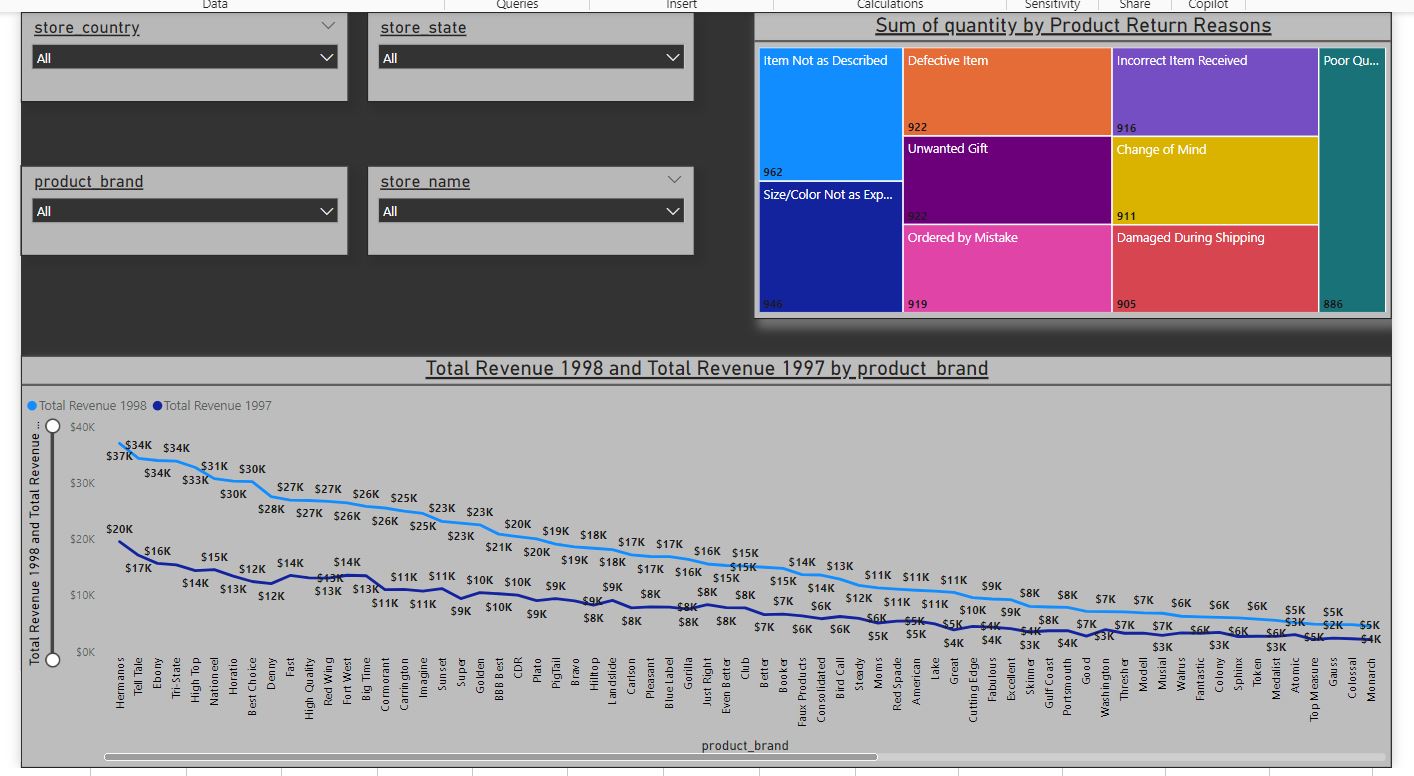 Data Queries Insert Calculations Sensitivity Share Copilot
store_country
All
store_state
All
product_brand
All
store_name
All
Sum of quantity by Product Return Reasons
Item Not as Described
962
Size/Color Not as Exp...
946
Defective Item
922
Unwanted Gift
922
Ordered by Mistake
919
Incorrect Item Received
916
Change of Mind
911
Damaged During Shipping
905
Poor Qu...
886
Total Revenue 1998 and Total Revenue 1997 by product_brand
Total Revenue 1998 Total Revenue 1997
Total Revenue 1998 and Total Revenue ...
$40K
$30K
$20K
$10K
$0K
$37K $34K $34K $34K $33K $31K $30K $30K $28K $27K $27K $27K $26K $26K $26K $25K $25K $23K $23K $23K $21K $20K $20K $19K $19K $18K $18K $17K $17K $17K $16K $16K $15K $15K $15K $15K $14K $14K $13K $12K $11K $11K $11K $11K $11K $10K $9K $9K $8K $8K $8K $7K $7K $7K $7K $7K $6K $6K $6K $6K $6K $5K $5K $5K $5K
$20K $17K $16K $14K $15K $13K $12K $12K $14K $13K $13K $14K $13K $11K $11K $11K $11K $9K $10K $10K $10K $9K $9K $9K $8K $9K $8K $8K $8K $8K $8K $8K $7K $7K $6K $6K $6K $6K $5K $5K $5K $5K $4K $4K $4K $4K $3K $4K $3K $3K $3K $3K $3K $2K $4K
Hermanos
Tell Tale
Ebony
Tri-State
High Top
Nationeel
Horatio
Best Choice
Denny
Fast
High Quality
Red Wing
Fort West
Big Time
Cormorant
Carrington
Imagine
Sunset
Super
Golden
BBB Best
CDR
Plato
PigTail
Bravo
Hilltop
Landslide
Carlson
Pleasant
Blue Label
Gorilla
Just Right
Even Better
Club
Better
Booker
Faux Products
Consolidated
Bird Call
Steady
Moms
Red Spade
American
Lake
Great
Cutting Edge
Fabulous
Excellent
Skinner
Gulf Coast
Portsmouth
Good
Washington
Thresher
Modell
Musial
Walrus
Fantastic
Colony
Sphinx
Token
Medalist
Atomic
Top Measure
Gauss
Colossal
Monarch
product_brand